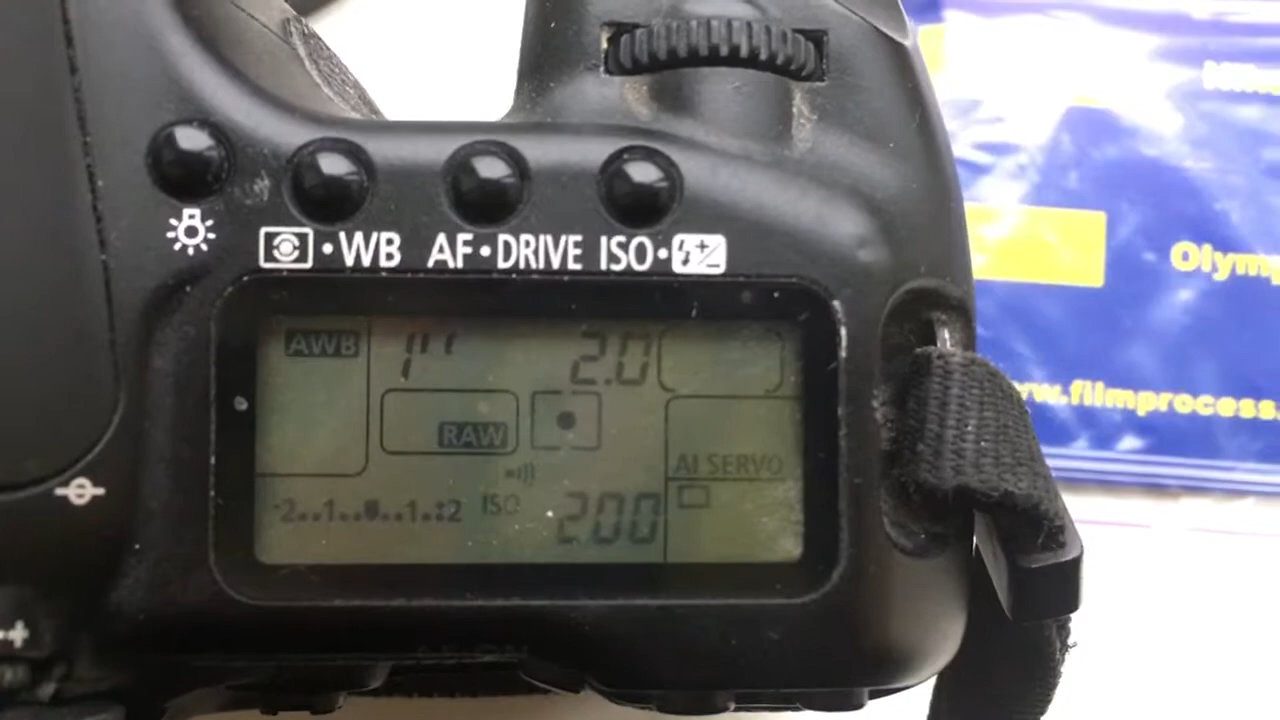 WB AF•DRIVE ISO•
AWB 1" 2.0
RAW
AI SERVO
-2..1..0..1.:2 ISO 200
Olymp
www.filmprocess.